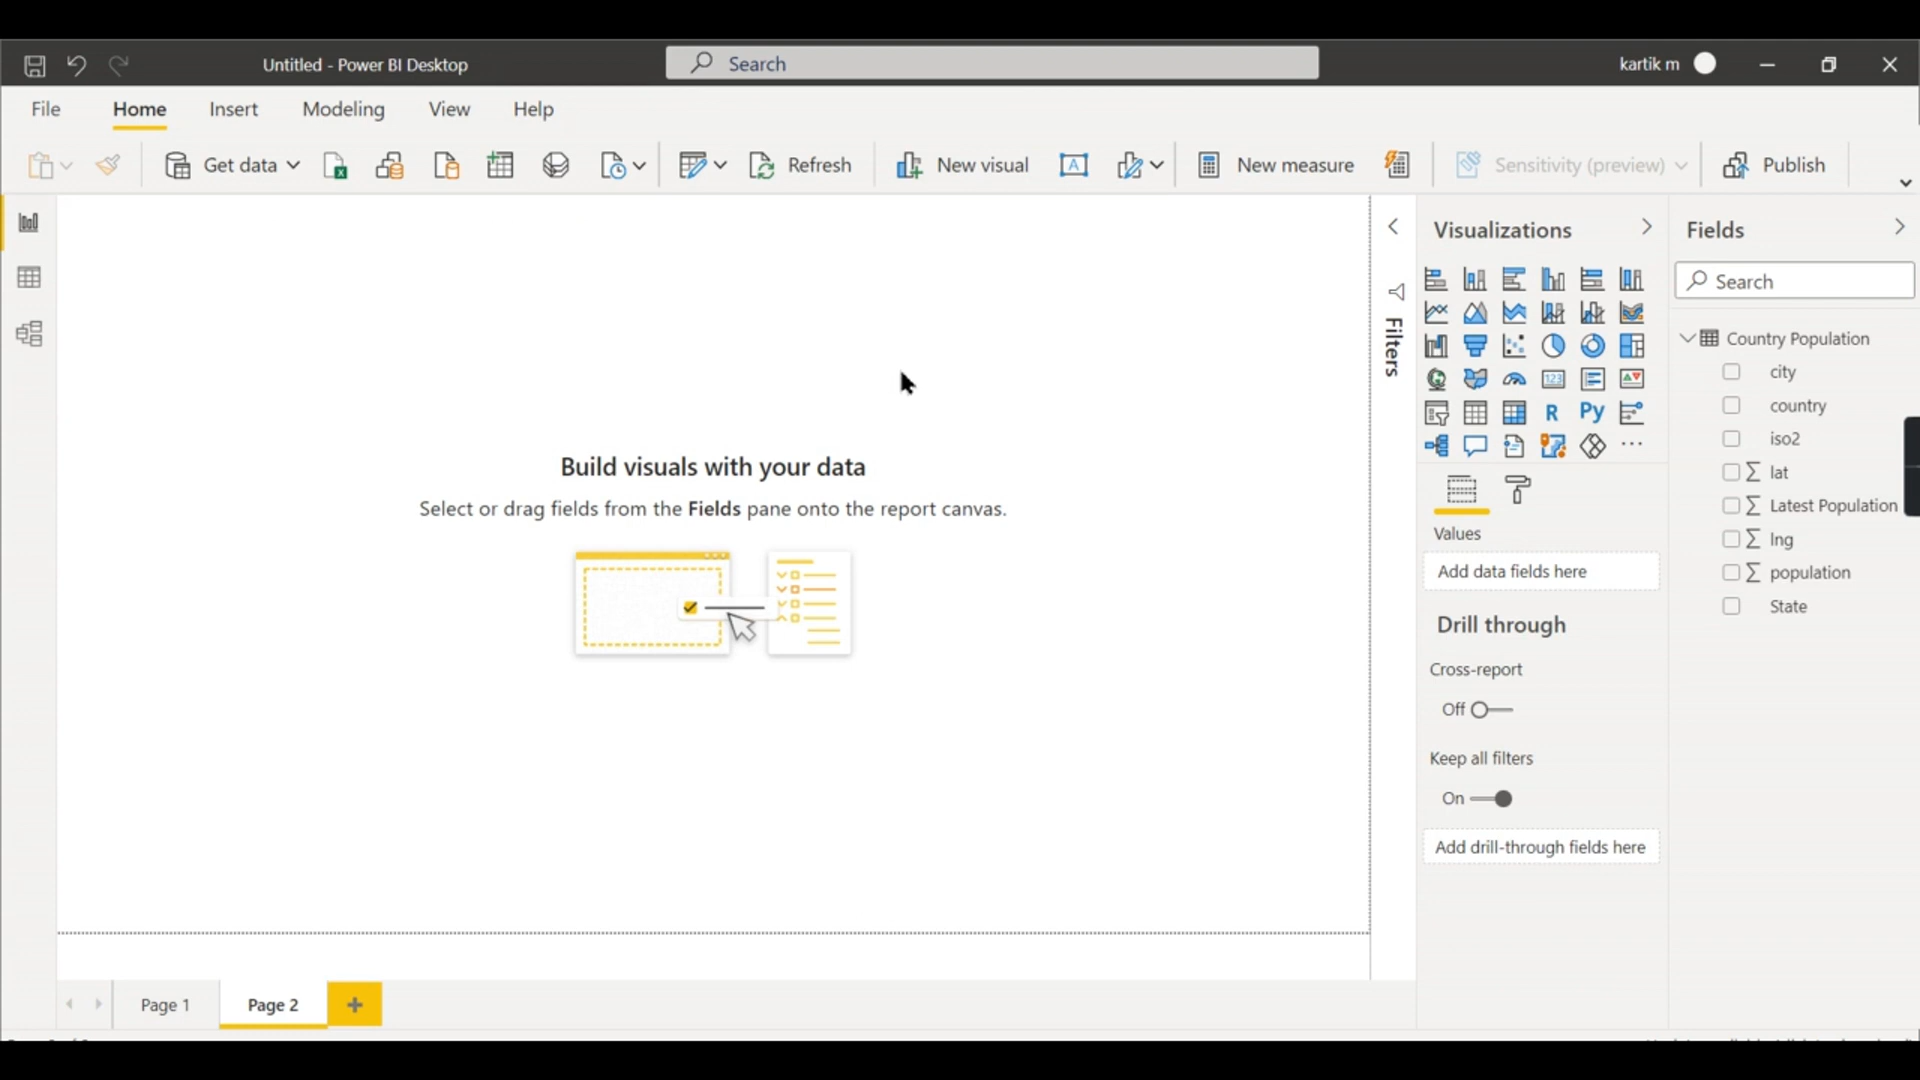 Untitled - Power BI Desktop
Search
kartik m
File
Home
Insert
Modeling
View
Help
Get data
Refresh
New visual
New measure
Sensitivity (preview)
Publish
Build visuals with your data
Select or drag fields from the Fields pane onto the report canvas.
Filters
Visualizations
123
R
Py
Values
Add data fields here
Drill through
Cross-report
Off
Keep all filters
On
Add drill-through fields here
Fields
Search
Country Population
city
country
iso2
Σ lat
Σ Latest Population
Σ lng
Σ population
State
Page 1
Page 2